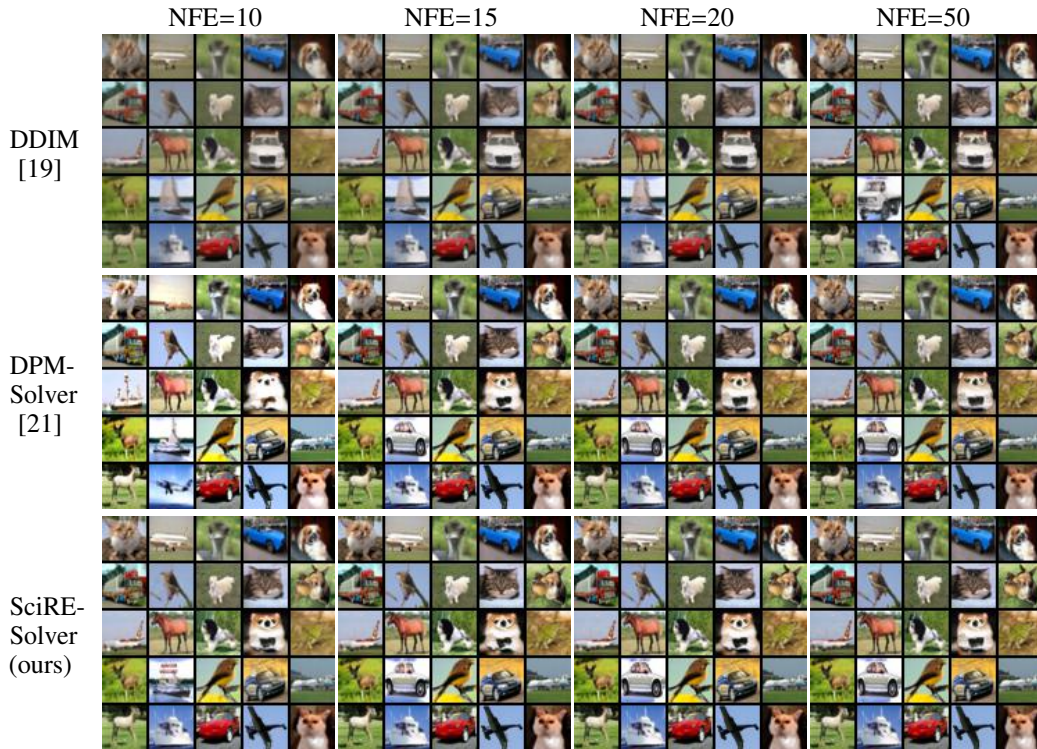 NFE=10 NFE=15 NFE=20 NFE=50
DDIM
[19]
DPM-
Solver
[21]
SciRE-
Solver
(ours)